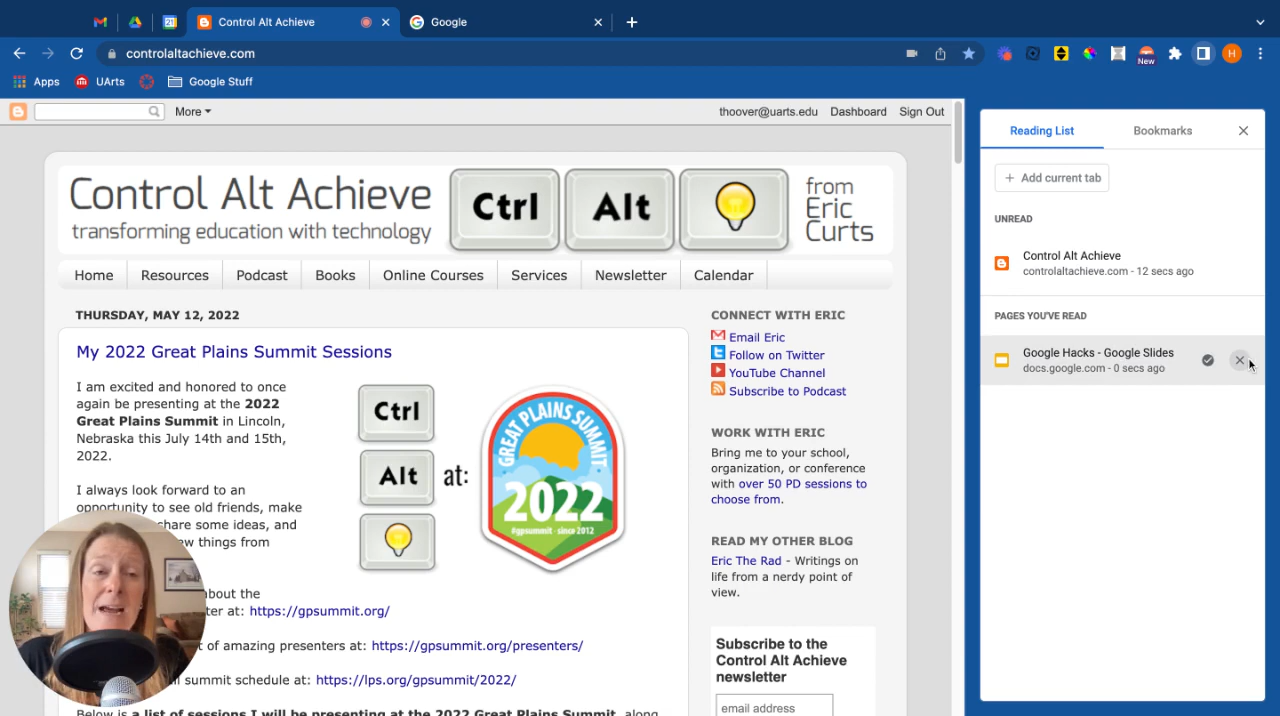 Control Alt Achieve
Google
controlaltachieve.com
New
H
Apps
UArts
Google Stuff
More
thoover@uarts.edu Dashboard Sign Out
Control Alt Achieve
transforming education with technology
Ctrl
Alt
from
Eric
Curts
Home Resources Podcast Books Online Courses Services Newsletter Calendar
THURSDAY, MAY 12, 2022
My 2022 Great Plains Summit Sessions
I am excited and honored to once
again be presenting at the 2022
Great Plains Summit in Lincoln,
Nebraska this July 14th and 15th,
2022.
I always look forward to an
opportunity to see old friends, make
share some ideas, and
things from
about the
at: https://gpsummit.org/
t of amazing presenters at: https://gpsummit.org/presenters/
summit schedule at: https://lps.org/gpsummit/2022/
Below is a list of sessions I will be presenting at the 2022 Great Plains Summit, along
Ctrl
Alt
at:
GREAT PLAINS SUMMIT
2022
#gpsummit · since 2012
CONNECT WITH ERIC
Email Eric
Follow on Twitter
YouTube Channel
Subscribe to Podcast
WORK WITH ERIC
Bring me to your school,
organization, or conference
with over 50 PD sessions to
choose from.
READ MY OTHER BLOG
Eric The Rad - Writings on
life from a nerdy point of
view.
Subscribe to the
Control Alt Achieve
newsletter
email address
Reading List Bookmarks
+ Add current tab
UNREAD
Control Alt Achieve
controlaltachieve.com - 12 secs ago
PAGES YOU'VE READ
Google Hacks - Google Slides
docs.google.com - 0 secs ago